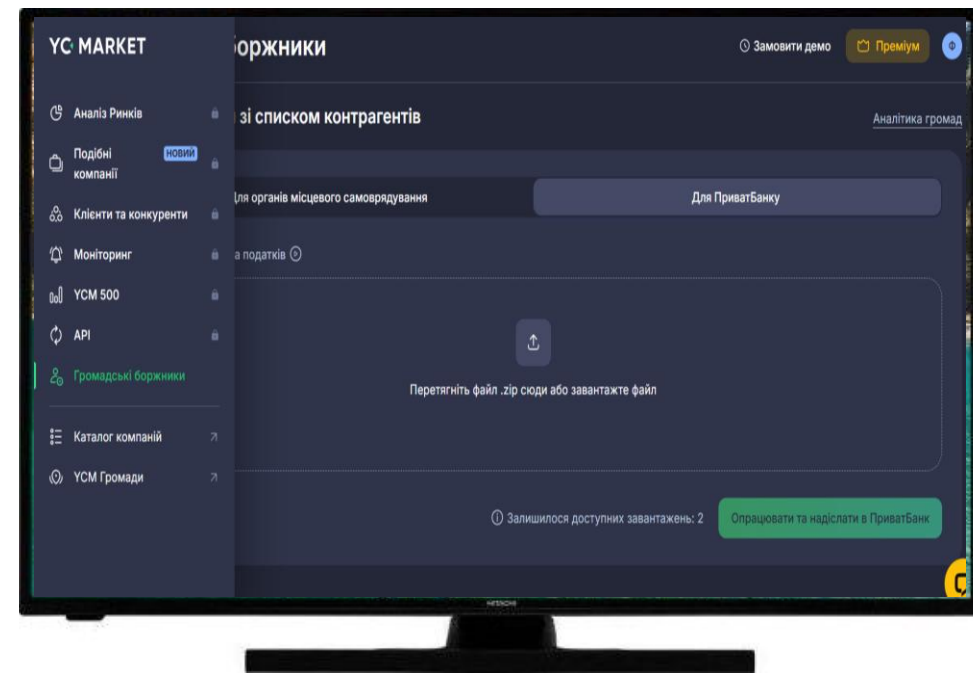 YC MARKET
боржники
Замовити демо
Преміум
Ф
Аналіз Ринків
зі списком контрагентів
Аналітика громад
Подібні компанії
НОВИЙ
для органів місцевого самоврядування
Для ПриватБанку
Клієнти та конкуренти
Моніторинг
а податків
YCM 500
API
Громадські боржники
Перетягніть файл .zip сюди або завантажте файл
Каталог компаній
YCM Громади
Залишилося доступних завантажень: 2
Опрацювати та надіслати в ПриватБанк
HITACHI